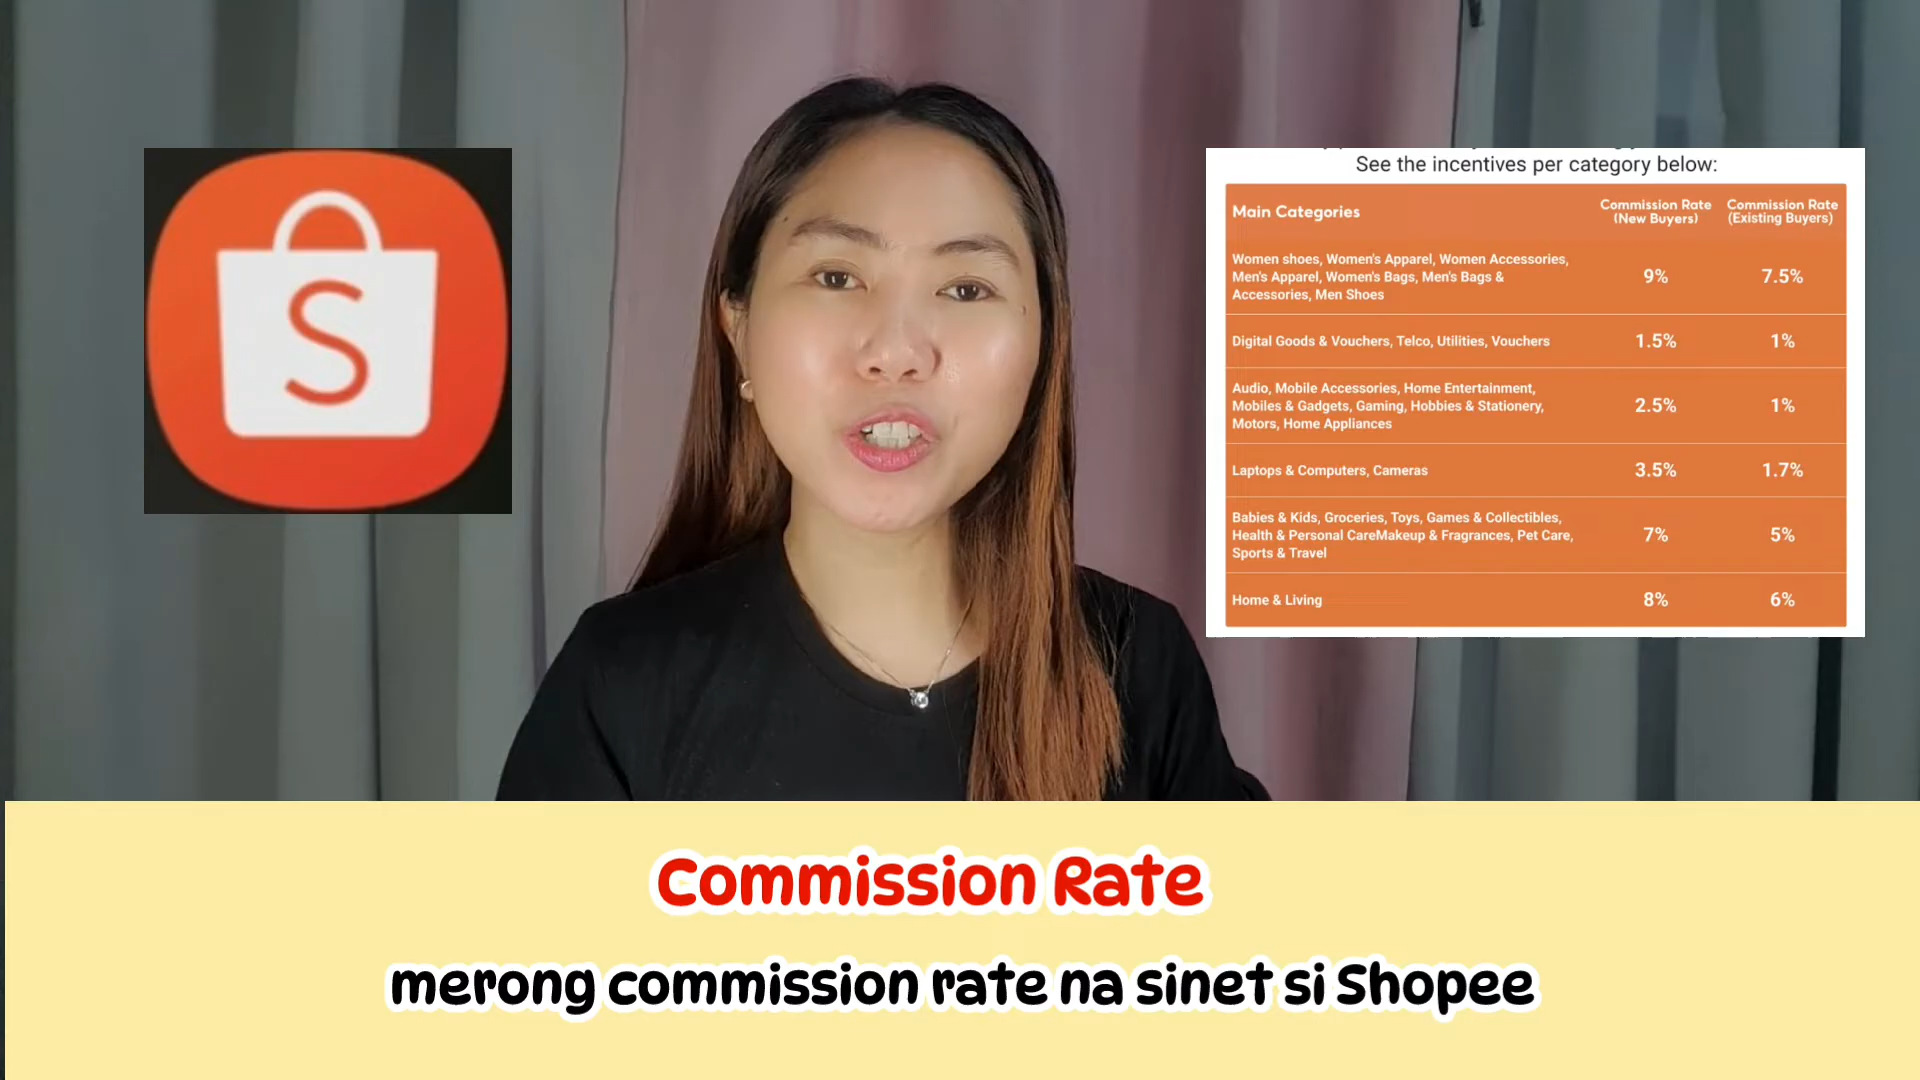 S
See the incentives per category below:
Main Categories
Commission Rate
(New Buyers)
Commission Rate
(Existing Buyers)
Women shoes, Women's Apparel, Women Accessories,
Men's Apparel, Women's Bags, Men's Bags &
Accessories, Men Shoes
9%
7.5%
Digital Goods & Vouchers, Telco, Utilities, Vouchers
1.5%
1%
Audio, Mobile Accessories, Home Entertainment,
Mobiles & Gadgets, Gaming, Hobbies & Stationery,
Motors, Home Appliances
2.5%
1%
Laptops & Computers, Cameras
3.5%
1.7%
Babies & Kids, Groceries, Toys, Games & Collectibles,
Health & Personal CareMakeup & Fragrances, Pet Care,
Sports & Travel
7%
5%
Home & Living
8%
6%
Commission Rate
merong commission rate na sinet si Shopee